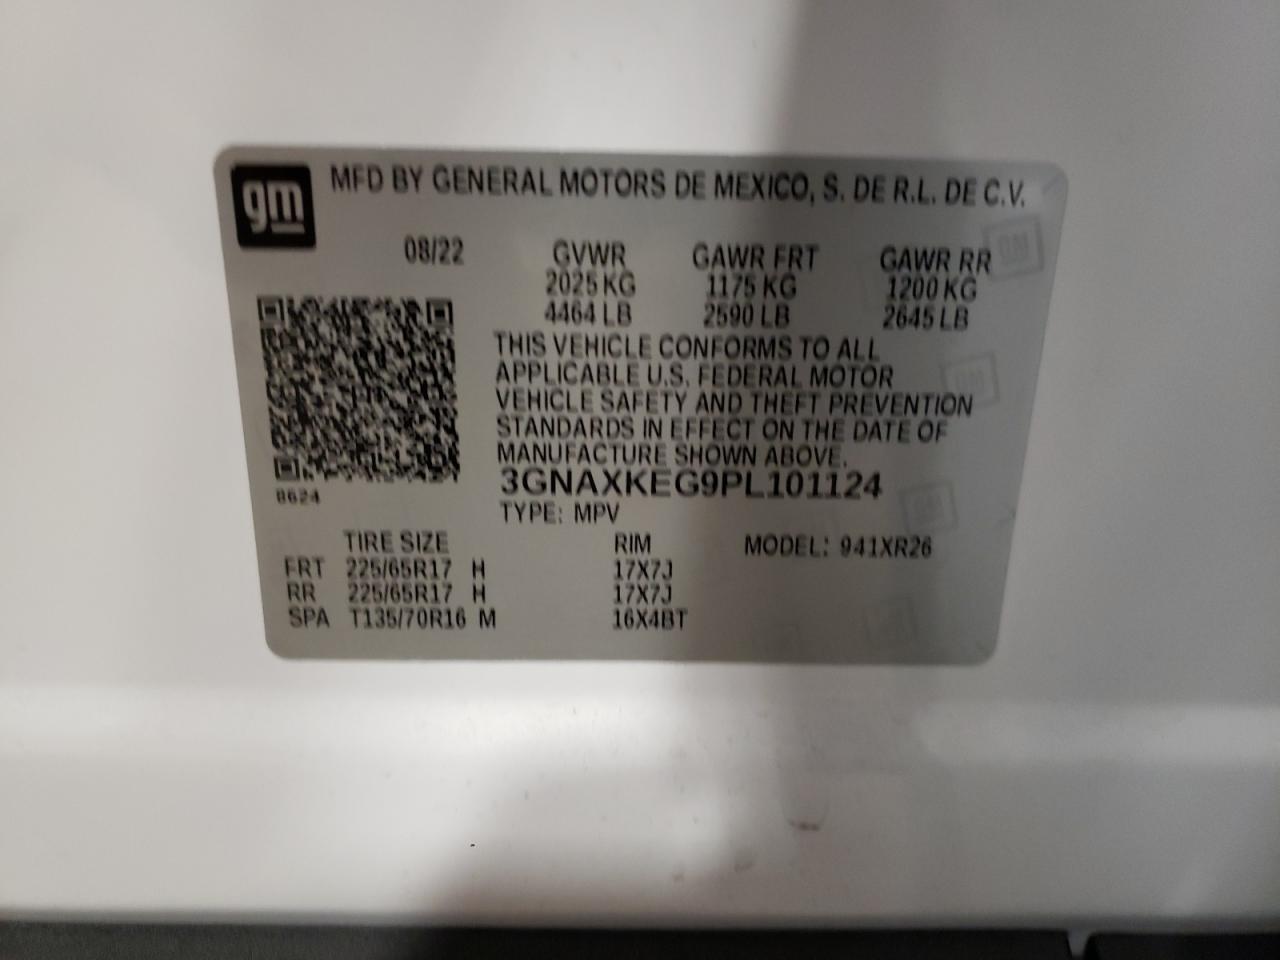 gm
MFD BY GENERAL MOTORS DE MEXICO, S. DE R.L. DE C.V.
08/22 GVWR GAWR FRT GAWR RR
2025 KG 1175 KG 1200 KG
4464 LB 2590 LB 2645 LB
THIS VEHICLE CONFORMS TO ALL
APPLICABLE U.S. FEDERAL MOTOR
VEHICLE SAFETY AND THEFT PREVENTION
STANDARDS IN EFFECT ON THE DATE OF
MANUFACTURE SHOWN ABOVE.
3GNAXKEG9PL101124
8624
TYPE: MPV
TIRE SIZE RIM MODEL: 941XR26
FRT 225/65R17 H 17X7J
RR 225/65R17 H 17X7J
SPA T135/70R16 M 16X4BT
GM
GM